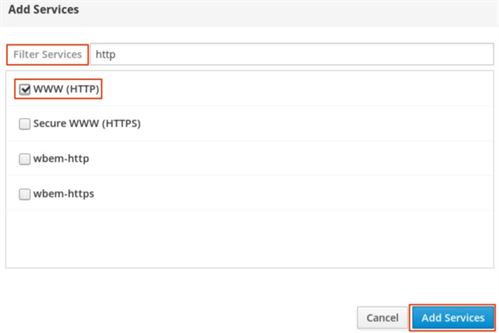 Add Services
Filter Services http
WWW (HTTP)
Secure WWW (HTTPS)
wbem-http
wbem-https
Cancel Add Services